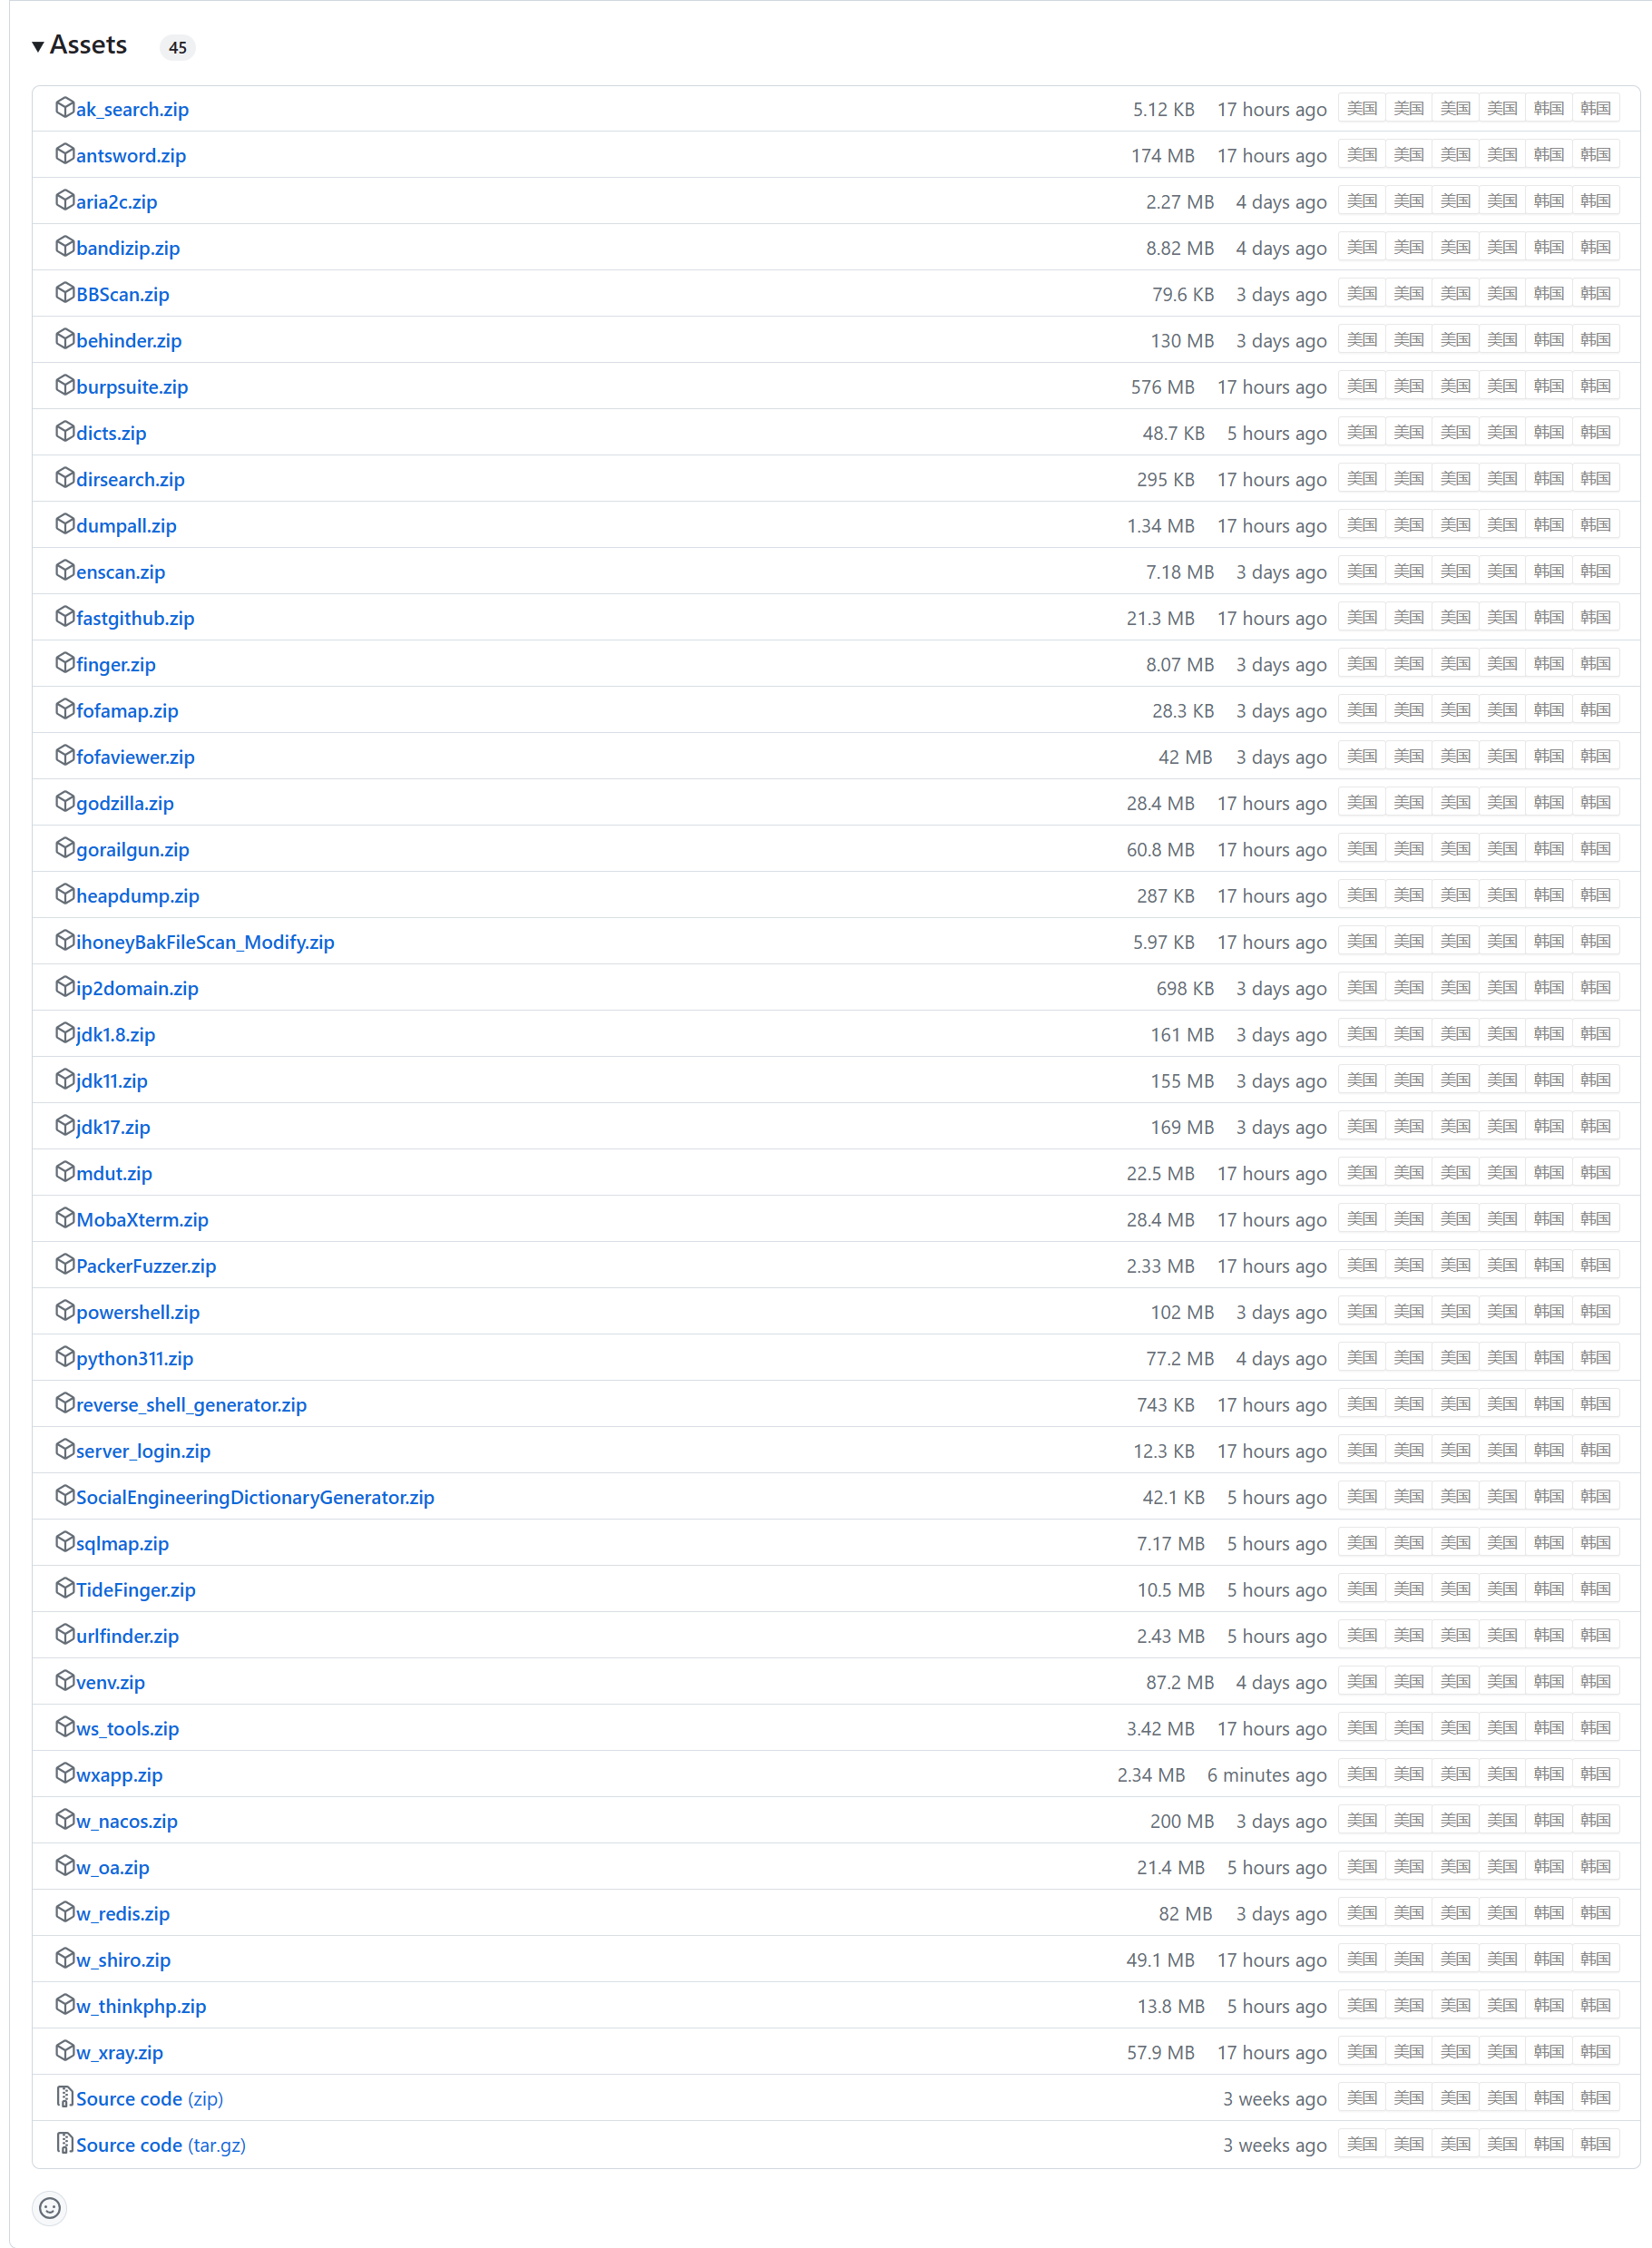 Assets 45
ak_search.zip 5.12 KB 17 hours ago 美国 美国 美国 美国 韩国 韩国
antsword.zip 174 MB 17 hours ago 美国 美国 美国 美国 韩国 韩国
aria2c.zip 2.27 MB 4 days ago 美国 美国 美国 美国 韩国 韩国
bandizip.zip 8.82 MB 4 days ago 美国 美国 美国 美国 韩国 韩国
BBScan.zip 79.6 KB 3 days ago 美国 美国 美国 美国 韩国 韩国
behinder.zip 130 MB 3 days ago 美国 美国 美国 美国 韩国 韩国
burpsuite.zip 576 MB 17 hours ago 美国 美国 美国 美国 韩国 韩国
dicts.zip 48.7 KB 5 hours ago 美国 美国 美国 美国 韩国 韩国
dirsearch.zip 295 KB 17 hours ago 美国 美国 美国 美国 韩国 韩国
dumpall.zip 1.34 MB 17 hours ago 美国 美国 美国 美国 韩国 韩国
enscan.zip 7.18 MB 3 days ago 美国 美国 美国 美国 韩国 韩国
fastgithub.zip 21.3 MB 17 hours ago 美国 美国 美国 美国 韩国 韩国
finger.zip 8.07 MB 3 days ago 美国 美国 美国 美国 韩国 韩国
fofamap.zip 28.3 KB 3 days ago 美国 美国 美国 美国 韩国 韩国
fofaviewer.zip 42 MB 3 days ago 美国 美国 美国 美国 韩国 韩国
godzilla.zip 28.4 MB 17 hours ago 美国 美国 美国 美国 韩国 韩国
gorailgun.zip 60.8 MB 17 hours ago 美国 美国 美国 美国 韩国 韩国
heapdump.zip 287 KB 17 hours ago 美国 美国 美国 美国 韩国 韩国
ihoneyBakFileScan_Modify.zip 5.97 KB 17 hours ago 美国 美国 美国 美国 韩国 韩国
ip2domain.zip 698 KB 3 days ago 美国 美国 美国 美国 韩国 韩国
jdk1.8.zip 161 MB 3 days ago 美国 美国 美国 美国 韩国 韩国
jdk11.zip 155 MB 3 days ago 美国 美国 美国 美国 韩国 韩国
jdk17.zip 169 MB 3 days ago 美国 美国 美国 美国 韩国 韩国
mdut.zip 22.5 MB 17 hours ago 美国 美国 美国 美国 韩国 韩国
MobaXterm.zip 28.4 MB 17 hours ago 美国 美国 美国 美国 韩国 韩国
PackerFuzzer.zip 2.33 MB 17 hours ago 美国 美国 美国 美国 韩国 韩国
powershell.zip 102 MB 3 days ago 美国 美国 美国 美国 韩国 韩国
python311.zip 77.2 MB 4 days ago 美国 美国 美国 美国 韩国 韩国
reverse_shell_generator.zip 743 KB 17 hours ago 美国 美国 美国 美国 韩国 韩国
server_login.zip 12.3 KB 17 hours ago 美国 美国 美国 美国 韩国 韩国
SocialEngineeringDictionaryGenerator.zip 42.1 KB 5 hours ago 美国 美国 美国 美国 韩国 韩国
sqlmap.zip 7.17 MB 5 hours ago 美国 美国 美国 美国 韩国 韩国
TideFinger.zip 10.5 MB 5 hours ago 美国 美国 美国 美国 韩国 韩国
urlfinder.zip 2.43 MB 5 hours ago 美国 美国 美国 美国 韩国 韩国
venv.zip 87.2 MB 4 days ago 美国 美国 美国 美国 韩国 韩国
ws_tools.zip 3.42 MB 17 hours ago 美国 美国 美国 美国 韩国 韩国
wxapp.zip 2.34 MB 6 minutes ago 美国 美国 美国 美国 韩国 韩国
w_nacos.zip 200 MB 3 days ago 美国 美国 美国 美国 韩国 韩国
w_oa.zip 21.4 MB 5 hours ago 美国 美国 美国 美国 韩国 韩国
w_redis.zip 82 MB 3 days ago 美国 美国 美国 美国 韩国 韩国
w_shiro.zip 49.1 MB 17 hours ago 美国 美国 美国 美国 韩国 韩国
w_thinkphp.zip 13.8 MB 5 hours ago 美国 美国 美国 美国 韩国 韩国
w_xray.zip 57.9 MB 17 hours ago 美国 美国 美国 美国 韩国 韩国
Source code (zip) 3 weeks ago 美国 美国 美国 美国 韩国 韩国
Source code (tar.gz) 3 weeks ago 美国 美国 美国 美国 韩国 韩国